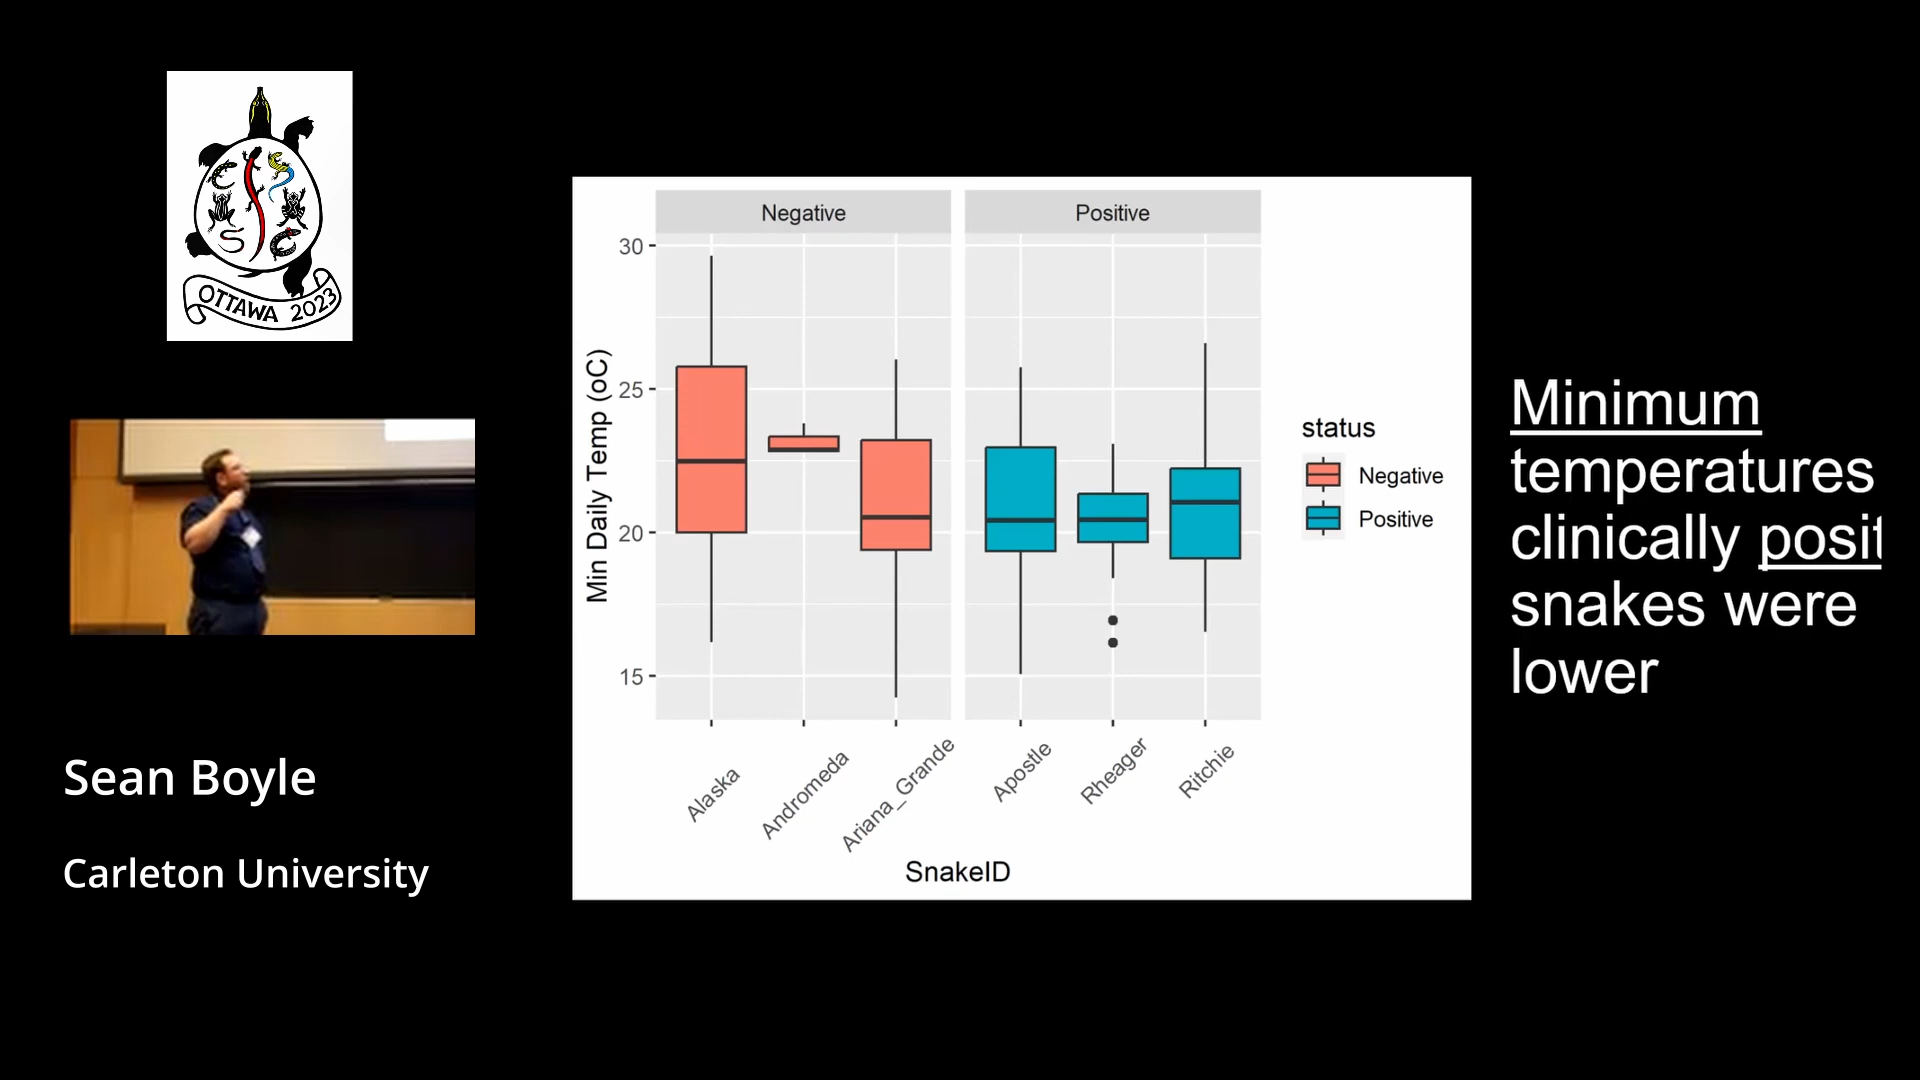 OTTAWA 2023
Sean Boyle
Carleton University
Negative
Positive
30
25
20
15
Min Daily Temp (oC)
Alaska
Andromeda
Ariana_Grande
Apostle
Rheager
Ritchie
SnakeID
status
Negative
Positive
Minimum
temperatures
clinically posit
snakes were
lower